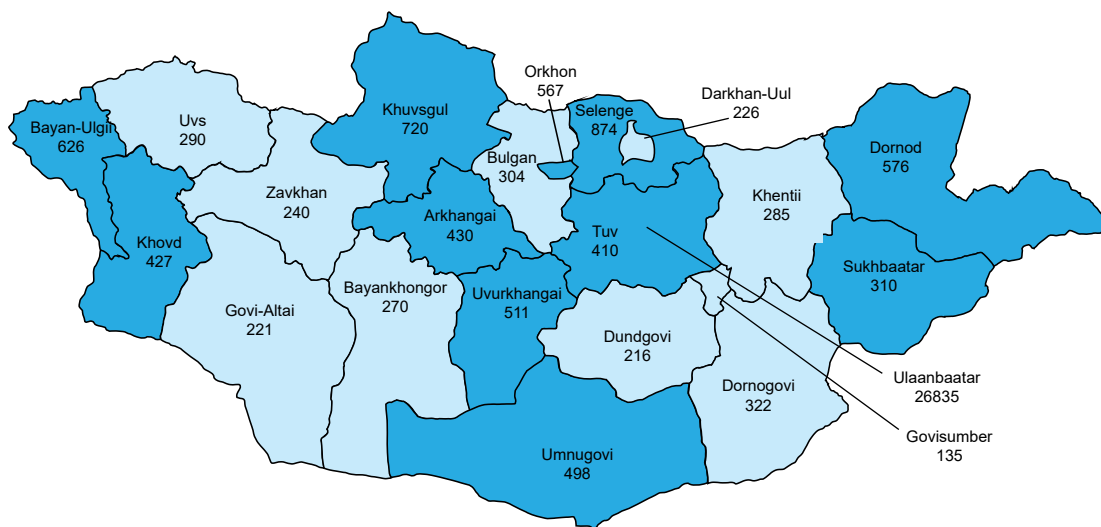 Orkhon
567
Darkhan-Uul
226
Khuvsgul
720
Selenge
874
Uvs
290
Bayan-Ulgii
626
Bulgan
304
Dornod
576
Zavkhan
240
Khentii
285
Arkhangai
430
Tuv
410
Khovd
427
Sukhbaatar
310
Bayankhongor
270
Uvurkhangai
511
Govi-Altai
221
Dundgovi
216
Ulaanbaatar
26835
Dornogovi
322
Govisumber
135
Umnugovi
498